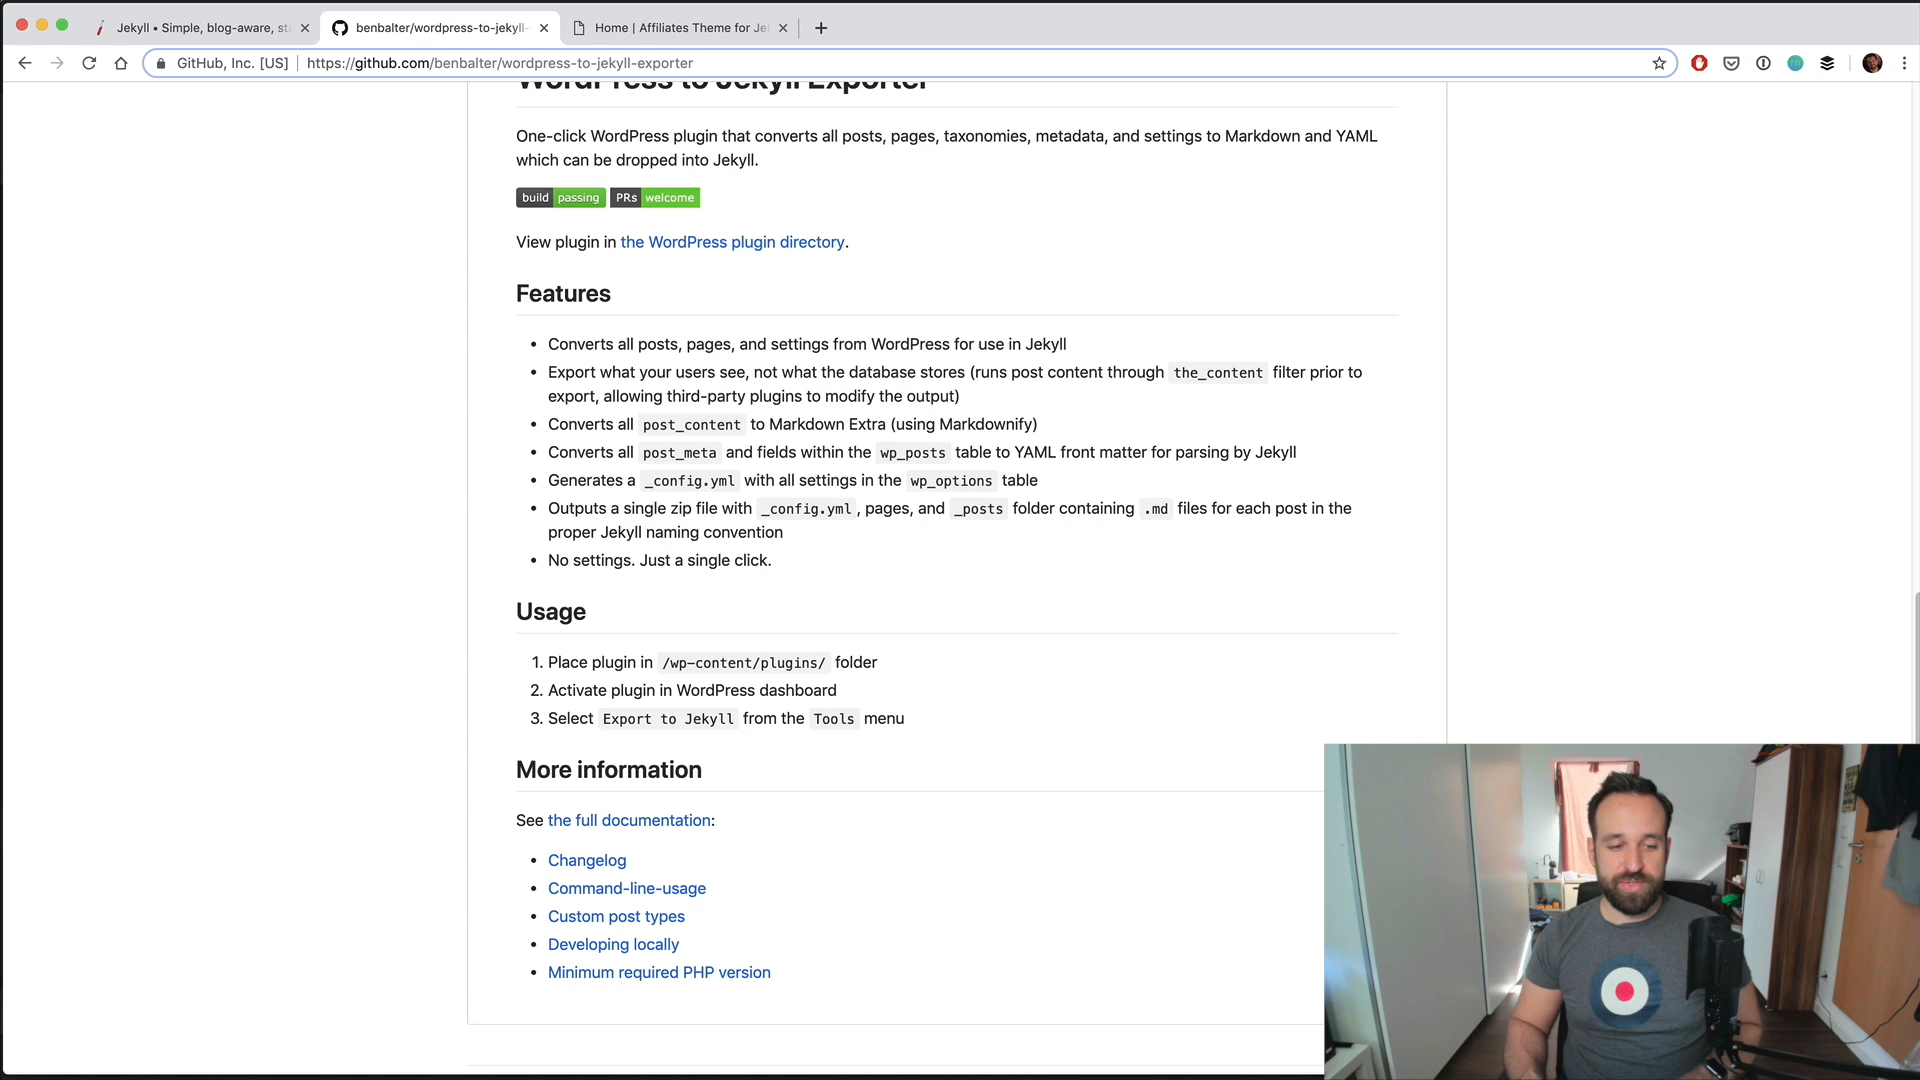 Jekyll • Simple, blog-aware, sta
benbalter/wordpress-to-jekyll-
Home | Affiliates Theme for Je
GitHub, Inc. [US]
https://github.com/benbalter/wordpress-to-jekyll-exporter
WordPress to Jekyll Exporter
One-click WordPress plugin that converts all posts, pages, taxonomies, metadata, and settings to Markdown and YAML
which can be dropped into Jekyll.
build passing PRs welcome
View plugin in the WordPress plugin directory.
Features
• Converts all posts, pages, and settings from WordPress for use in Jekyll
• Export what your users see, not what the database stores (runs post content through the_content filter prior to
export, allowing third-party plugins to modify the output)
• Converts all post_content to Markdown Extra (using Markdownify)
• Converts all post_meta and fields within the wp_posts table to YAML front matter for parsing by Jekyll
• Generates a _config.yml with all settings in the wp_options table
• Outputs a single zip file with _config.yml, pages, and _posts folder containing .md files for each post in the
proper Jekyll naming convention
• No settings. Just a single click.
Usage
1. Place plugin in /wp-content/plugins/ folder
2. Activate plugin in WordPress dashboard
3. Select Export to Jekyll from the Tools menu
More information
See the full documentation:
• Changelog
• Command-line-usage
• Custom post types
• Developing locally
• Minimum required PHP version